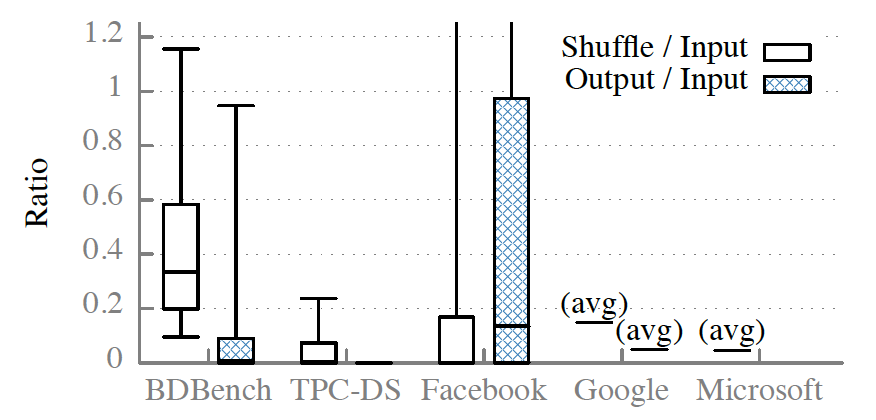 1.2
1
0.8
0.6
0.4
0.2
0
Ratio
Shuffle / Input
Output / Input
(avg)
(avg) (avg)
BDBench TPC-DS Facebook Google Microsoft